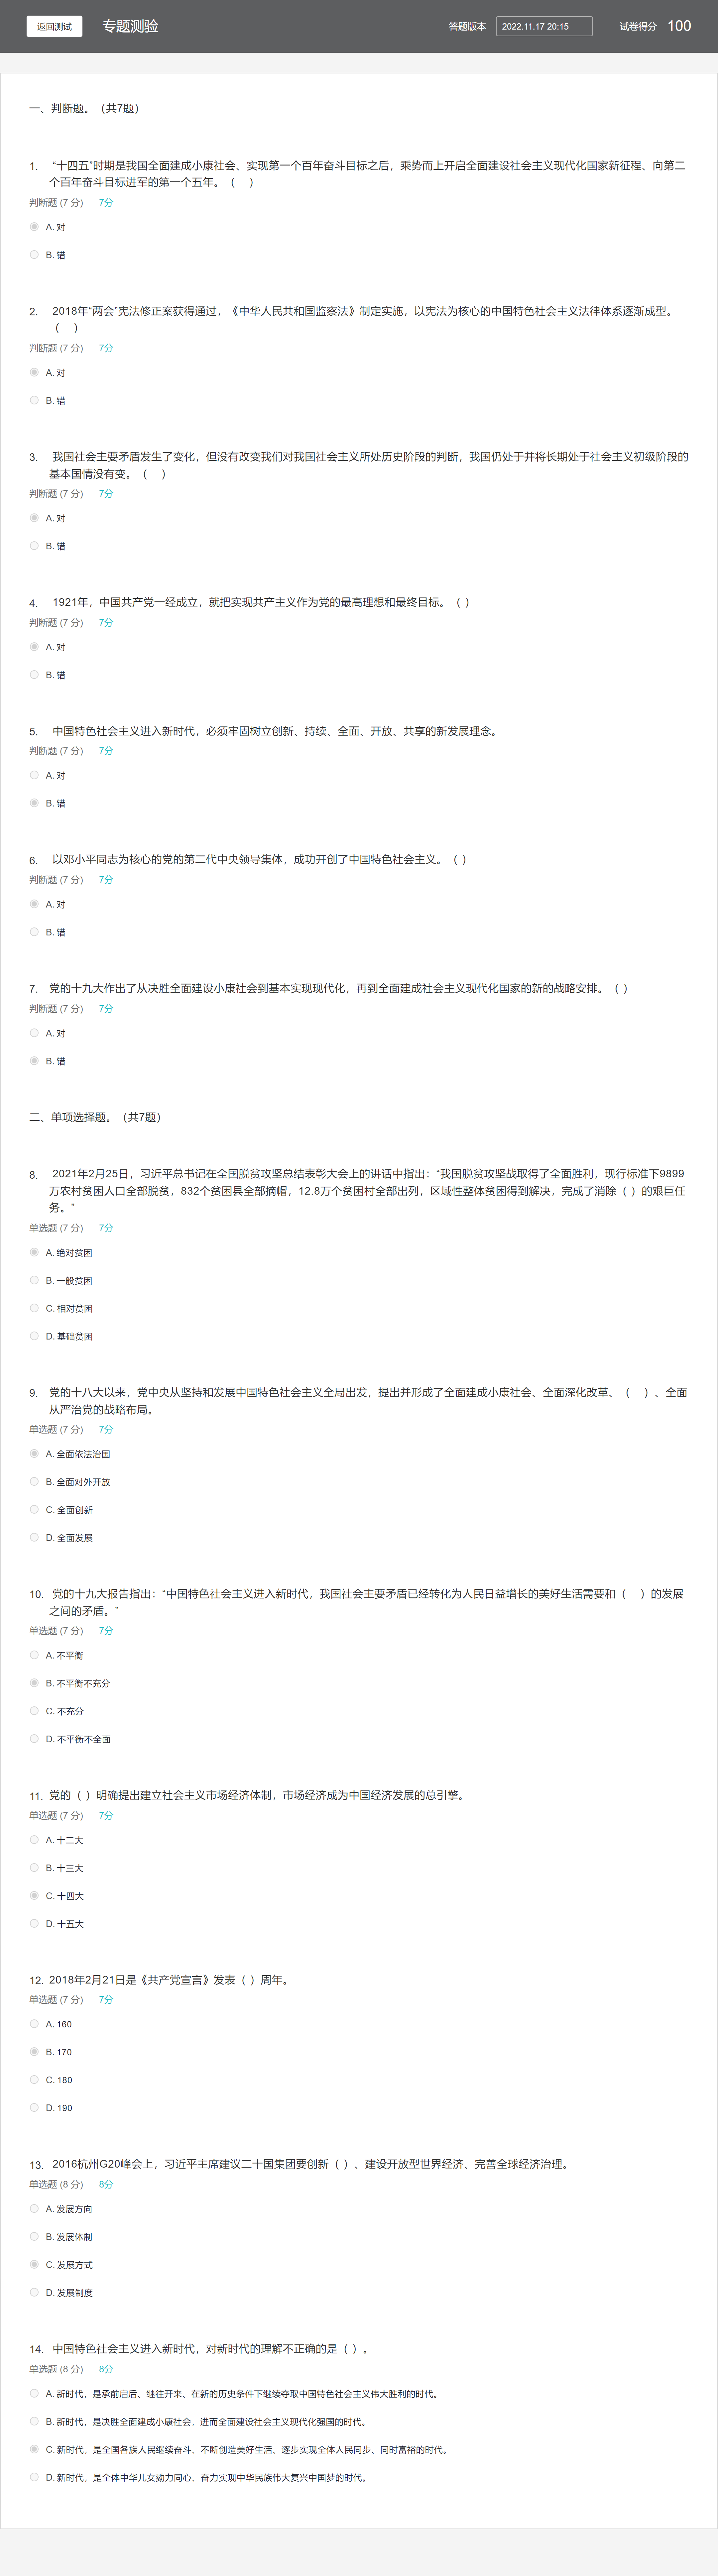 返回测试 专题测验 答题版本 2022.11.17 20:15 试卷得分 100
一、判断题。（共7题）
1. “十四五”时期是我国全面建成小康社会、实现第一个百年奋斗目标之后，乘势而上开启全面建设社会主义现代化国家新征程、向第二
个百年奋斗目标进军的第一个五年。（ ）
判断题 (7 分) 7分
A. 对
B. 错
2. 2018年“两会”宪法修正案获得通过，《中华人民共和国监察法》制定实施，以宪法为核心的中国特色社会主义法律体系逐渐成型。
（ ）
判断题 (7 分) 7分
A. 对
B. 错
3. 我国社会主要矛盾发生了变化，但没有改变我们对我国社会主义所处历史阶段的判断，我国仍处于并将长期处于社会主义初级阶段的
基本国情没有变。（ ）
判断题 (7 分) 7分
A. 对
B. 错
4. 1921年，中国共产党一经成立，就把实现共产主义作为党的最高理想和最终目标。（ ）
判断题 (7 分) 7分
A. 对
B. 错
5. 中国特色社会主义进入新时代，必须牢固树立创新、持续、全面、开放、共享的新发展理念。
判断题 (7 分) 7分
A. 对
B. 错
6. 以邓小平同志为核心的党的第二代中央领导集体，成功开创了中国特色社会主义。（ ）
判断题 (7 分) 7分
A. 对
B. 错
7. 党的十九大作出了从决胜全面建设小康社会到基本实现现代化，再到全面建成社会主义现代化国家的新的战略安排。（ ）
判断题 (7 分) 7分
A. 对
B. 错
二、单项选择题。（共7题）
8. 2021年2月25日，习近平总书记在全国脱贫攻坚总结表彰大会上的讲话中指出：“我国脱贫攻坚战取得了全面胜利，现行标准下9899
万农村贫困人口全部脱贫，832个贫困县全部摘帽，12.8万个贫困村全部出列，区域性整体贫困得到解决，完成了消除（ ）的艰巨任
务。”
单选题 (7 分) 7分
A. 绝对贫困
B. 一般贫困
C. 相对贫困
D. 基础贫困
9. 党的十八大以来，党中央从坚持和发展中国特色社会主义全局出发，提出并形成了全面建成小康社会、全面深化改革、（ ）、全面
从严治党的战略布局。
单选题 (7 分) 7分
A. 全面依法治国
B. 全面对外开放
C. 全面创新
D. 全面发展
10. 党的十九大报告指出：“中国特色社会主义进入新时代，我国社会主要矛盾已经转化为人民日益增长的美好生活需要和（ ）的发展
之间的矛盾。”
单选题 (7 分) 7分
A. 不平衡
B. 不平衡不充分
C. 不充分
D. 不平衡不全面
11. 党的（ ）明确提出建立社会主义市场经济体制，市场经济成为中国经济发展的总引擎。
单选题 (7 分) 7分
A. 十二大
B. 十三大
C. 十四大
D. 十五大
12. 2018年2月21日是《共产党宣言》发表（ ）周年。
单选题 (7 分) 7分
A. 160
B. 170
C. 180
D. 190
13. 2016杭州G20峰会上，习近平主席建议二十国集团要创新（ ）、建设开放型世界经济、完善全球经济治理。
单选题 (8 分) 8分
A. 发展方向
B. 发展体制
C. 发展方式
D. 发展制度
14. 中国特色社会主义进入新时代，对新时代的理解不正确的是（ ）。
单选题 (8 分) 8分
A. 新时代，是承前启后、继往开来、在新的历史条件下继续夺取中国特色社会主义伟大胜利的时代。
B. 新时代，是决胜全面建成小康社会，进而全面建设社会主义现代化强国的时代。
C. 新时代，是全国各族人民继续奋斗、不断创造美好生活、逐步实现全体人民同步、同时富裕的时代。
D. 新时代，是全体中华儿女勠力同心、奋力实现中华民族伟大复兴中国梦的时代。